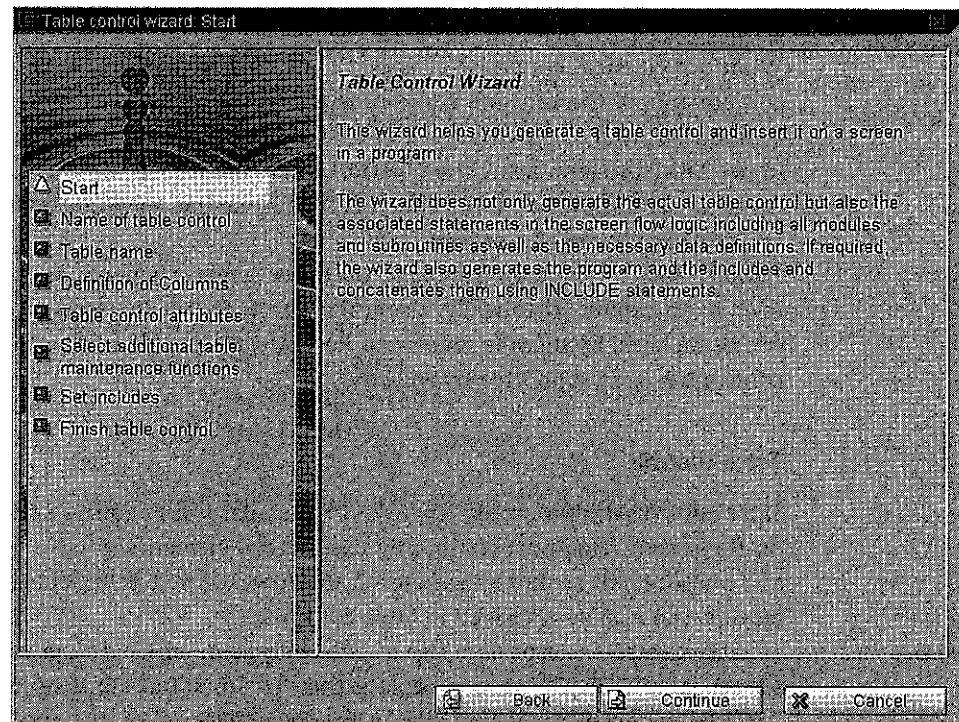 Table control wizard: Start
Start
Name of table control
Table name
Definition of Columns
Table control attributes
Select additional table
maintenance functions
Set includes
Finish table control
Table Control Wizard
This wizard helps you generate a table control and insert it on a screen
in a program.
The wizard does not only generate the actual table control but also the
associated statements in the screen flow logic including all modules
and subroutines as well as the necessary data definitions. If required,
the wizard also generates the program and the includes and
concatenates them using INCLUDE statements.
Back
Continue
Cancel